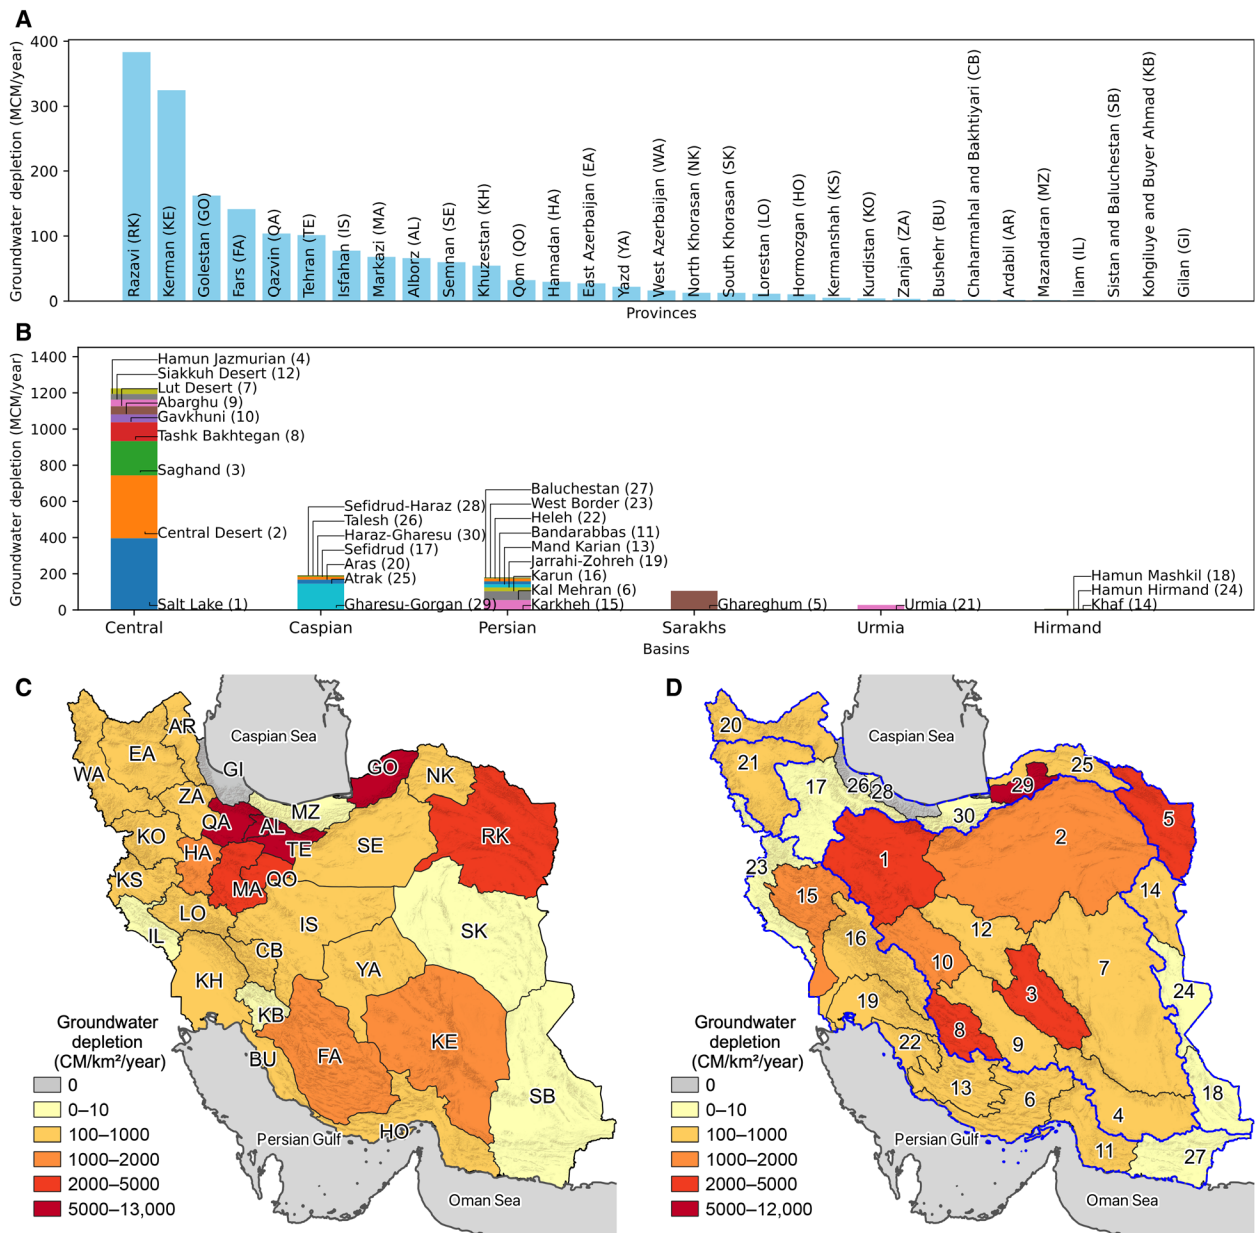 A
Groundwater depletion (MCM/year)
400
300
200
100
0
Razavi (RK)
Kerman (KE)
Golestan (GO)
Fars (FA)
Qazvin (QA)
Tehran (TE)
Isfahan (IS)
Markazi (MA)
Alborz (AL)
Semnan (SE)
Khuzestan (KH)
Qom (QO)
Hamadan (HA)
East Azerbaijan (EA)
Yazd (YA)
West Azerbaijan (WA)
North Khorasan (NK)
South Khorasan (SK)
Lorestan (LO)
Hormozgan (HO)
Kermanshah (KS)
Kurdistan (KO)
Zanjan (ZA)
Bushehr (BU)
Chaharmahal and Bakhtiyari (CB)
Ardabil (AR)
Mazandaran (MZ)
Ilam (IL)
Sistan and Baluchestan (SB)
Kohgiluye and Buyer Ahmad (KB)
Gilan (GI)
Provinces
B
Groundwater depletion (MCM/year)
1400
1200
1000
800
600
400
200
0
Hamun Jazmurian (4)
Siakkuh Desert (12)
Lut Desert (7)
Abarghu (9)
Gavkhuni (10)
Tashk Bakhtegan (8)
Saghand (3)
Central Desert (2)
Salt Lake (1)
Sefidrud-Haraz (28)
Talesh (26)
Haraz-Gharesu (30)
Sefidrud (17)
Aras (20)
Atrak (25)
Gharesu-Gorgan (29)
Baluchestan (27)
West Border (23)
Heleh (22)
Bandarabbas (11)
Mand Karian (13)
Jarrahi-Zohreh (19)
Karun (16)
Kal Mehran (6)
Karkheh (15)
Ghareghum (5)
Urmia (21)
Hamun Mashkil (18)
Hamun Hirmand (24)
Khaf (14)
Central
Caspian
Persian
Sarakhs
Urmia
Hirmand
Basins
C
AR
EA
WA
GI
Caspian Sea
GO
NK
ZA
MZ
QA
AL
TE
KO
HA
SE
RK
KS
MA
QO
LO
IS
SK
IL
CB
KH
YA
KB
BU
FA
KE
SB
HO
Persian Gulf
Oman Sea
Groundwater
depletion
(CM/km²/year)
0
0–10
100–1000
1000–2000
2000–5000
5000–13,000
D
20
21
17
26
28
Caspian Sea
25
29
30
5
2
1
23
15
14
16
12
10
7
3
24
19
8
22
9
13
6
4
18
11
27
Persian Gulf
Oman Sea
Groundwater
depletion
(CM/km²/year)
0
0–10
100–1000
1000–2000
2000–5000
5000–12,000